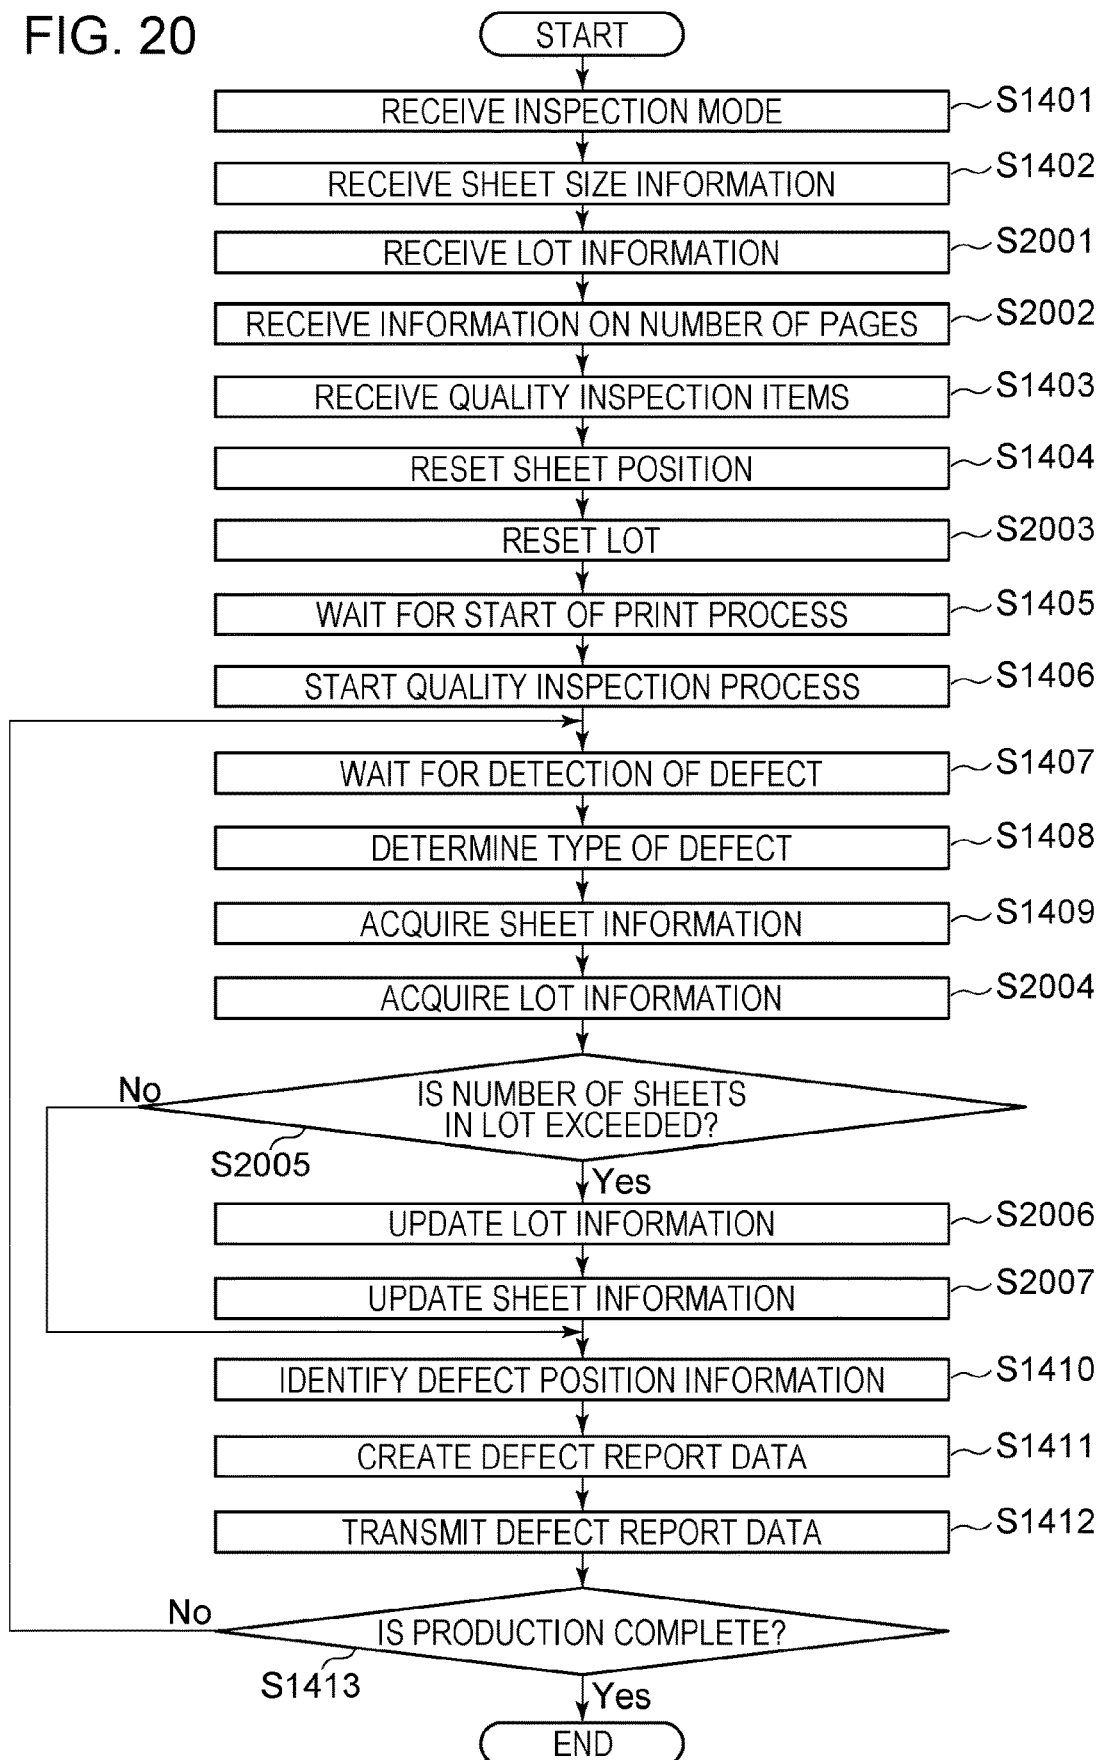 FIG. 20
START
RECEIVE INSPECTION MODE
S1401
RECEIVE SHEET SIZE INFORMATION
S1402
RECEIVE LOT INFORMATION
S2001
RECEIVE INFORMATION ON NUMBER OF PAGES
S2002
RECEIVE QUALITY INSPECTION ITEMS
S1403
RESET SHEET POSITION
S1404
RESET LOT
S2003
WAIT FOR START OF PRINT PROCESS
S1405
START QUALITY INSPECTION PROCESS
S1406
WAIT FOR DETECTION OF DEFECT
S1407
DETERMINE TYPE OF DEFECT
S1408
ACQUIRE SHEET INFORMATION
S1409
ACQUIRE LOT INFORMATION
S2004
No
IS NUMBER OF SHEETS
IN LOT EXCEEDED?
S2005
Yes
UPDATE LOT INFORMATION
S2006
UPDATE SHEET INFORMATION
S2007
IDENTIFY DEFECT POSITION INFORMATION
S1410
CREATE DEFECT REPORT DATA
S1411
TRANSMIT DEFECT REPORT DATA
S1412
No
IS PRODUCTION COMPLETE?
S1413
Yes
END